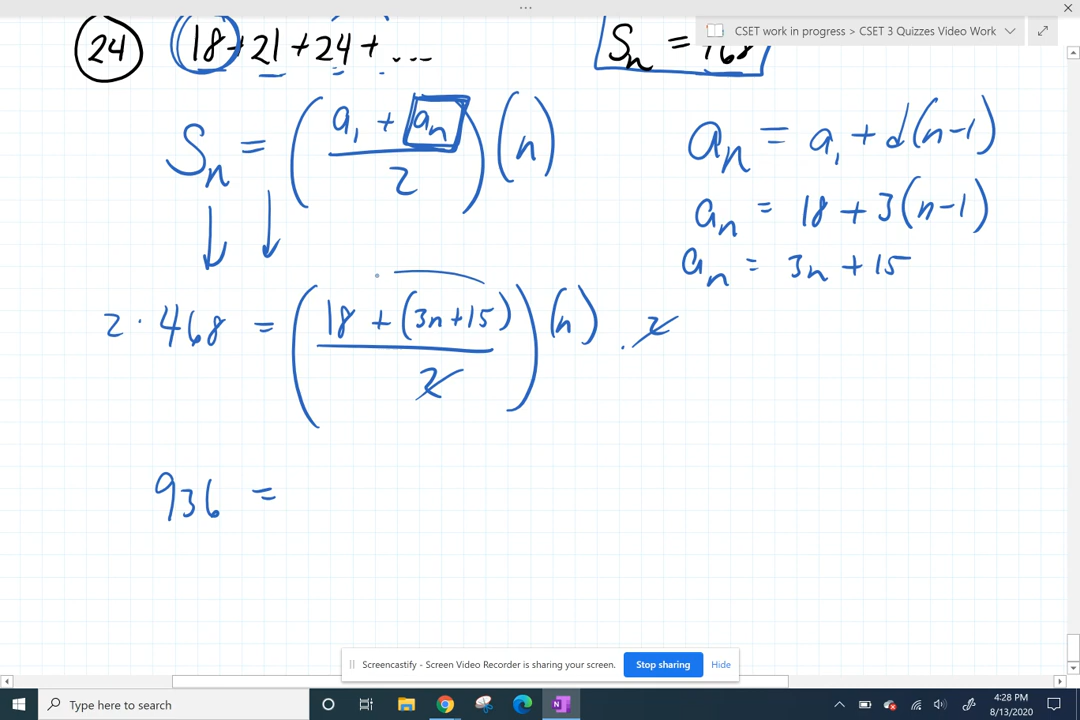 CSET work in progress > CSET 3 Quizzes Video Work
24 18 + 21 + 24 + ... Sn = 468
Sn = ( a1 + an / 2 ) (n)
an = a1 + d(n-1)
an = 18 + 3(n-1)
an = 3n + 15
2 · 468 = ( 18 + (3n+15) / 2 ) (n) · 2
936 =
Screencastify - Screen Video Recorder is sharing your screen. Stop sharing Hide
Type here to search
4:28 PM
8/13/2020